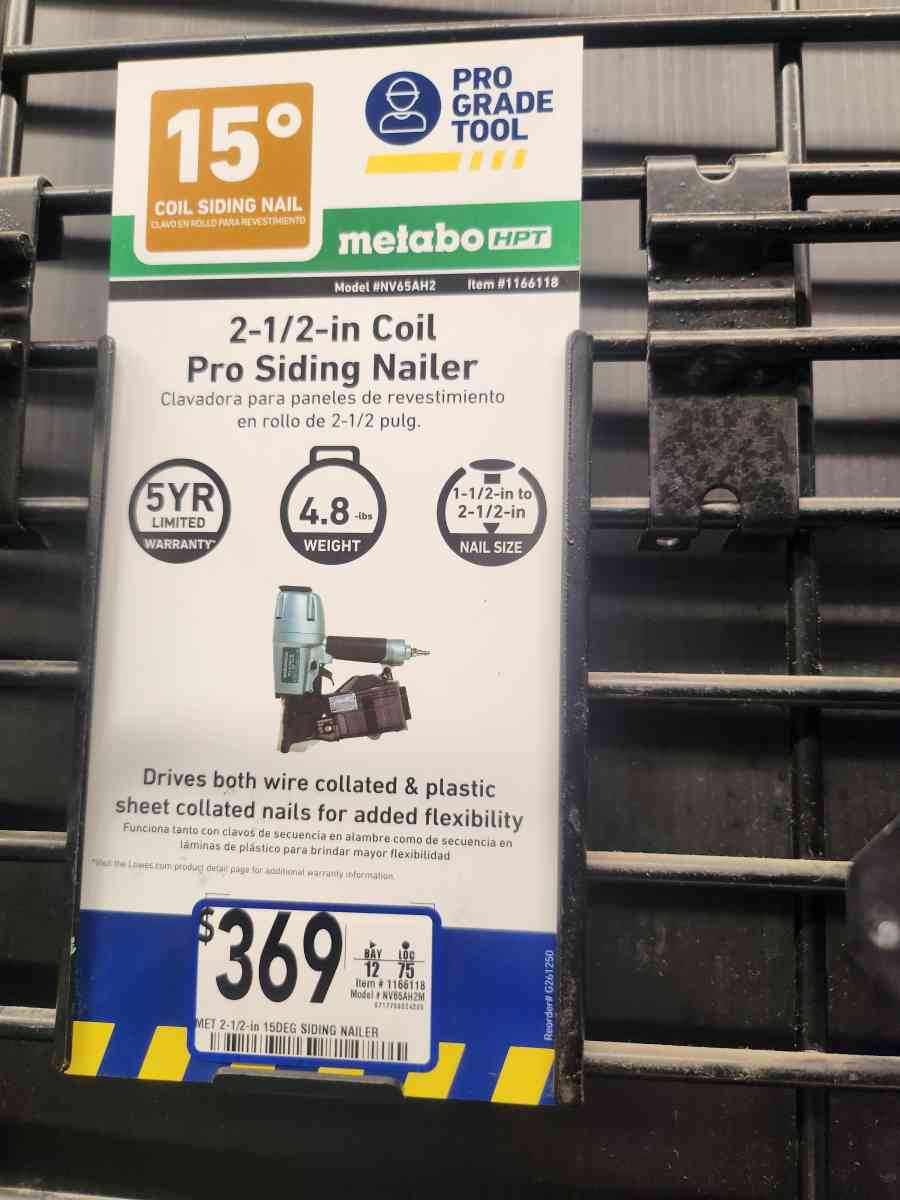 15°
COIL SIDING NAIL
CLAVO EN ROLLO PARA REVESTIMIENTO
PRO
GRADE
TOOL
metabo HPT
Model #NV65AH2 Item #1166118
2-1/2-in Coil
Pro Siding Nailer
Clavadora para paneles de revestimiento
en rollo de 2-1/2 pulg.
5YR
LIMITED
WARRANTY*
4.8 -lbs
WEIGHT
1-1/2-in to
2-1/2-in
NAIL SIZE
Drives both wire collated & plastic
sheet collated nails for added flexibility
Funciona tanto con clavos de secuencia en alambre como de secuencia en
láminas de plástico para brindar mayor flexibilidad
*Visit the Lowes.com product detail page for additional warranty information.
$369
BAY LOC
12 75
Item # 1166118
Model # NV65AH2M
MET 2-1/2-in 15DEG SIDING NAILER
Reorder# G261250